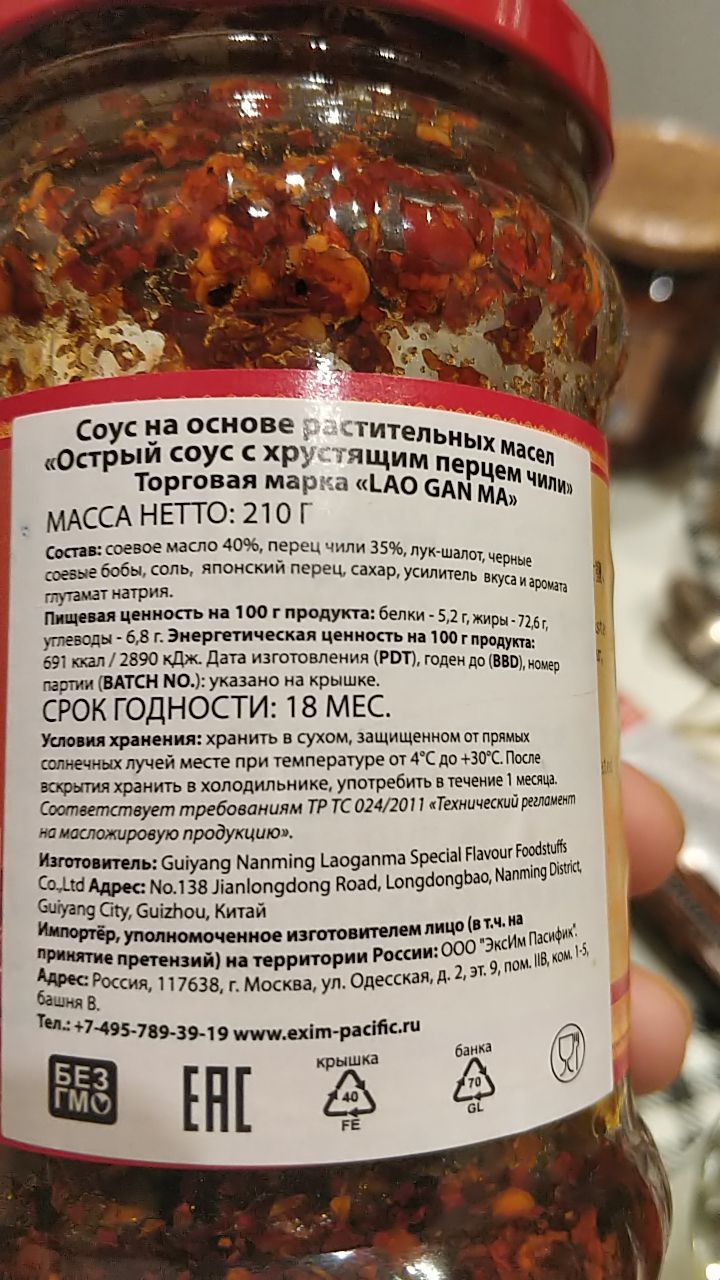 Соус на основе растительных масел
«Острый соус с хрустящим перцем чили»
Торговая марка «LAO GAN MA»
МАССА НЕТТО: 210 Г
Состав: соевое масло 40%, перец чили 35%, лук-шалот, черные
соевые бобы, соль, японский перец, сахар, усилитель вкуса и аромата
глутамат натрия.
Пищевая ценность на 100 г продукта: белки - 5,2 г, жиры - 72,6 г,
углеводы - 6,8 г. Энергетическая ценность на 100 г продукта:
691 ккал / 2890 кДж. Дата изготовления (PDT), годен до (BBD), номер
партии (BATCH NO.): указано на крышке.
СРОК ГОДНОСТИ: 18 МЕС.
Условия хранения: хранить в сухом, защищенном от прямых
солнечных лучей месте при температуре от 4°С до +30°С. После
вскрытия хранить в холодильнике, употребить в течение 1 месяца.
Соответствует требованиям ТР ТС 024/2011 «Технический регламент
на масложировую продукцию».
Изготовитель: Guiyang Nanming Laoganma Special Flavour Foodstuffs
Co.,Ltd Адрес: No.138 Jianlongdong Road, Longdongbao, Nanming District,
Guiyang City, Guizhou, Китай
Импортёр, уполномоченное изготовителем лицо (в т.ч. на
принятие претензий) на территории России: ООО "ЭксИм Пасифик".
Адрес: Россия, 117638, г. Москва, ул. Одесская, д. 2, эт. 9, пом. IIВ, ком. 1-5,
башня В.
Тел.: +7-495-789-39-19 www.exim-pacific.ru
БЕЗ
ГМО
ЕАС
крышка
40
FE
банка
70
GL